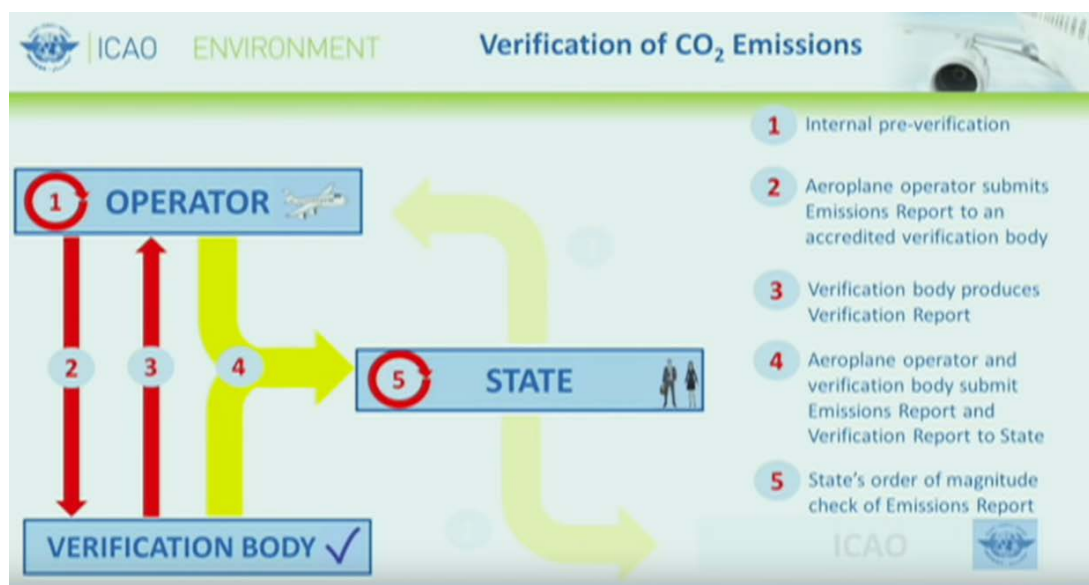 ICAO ENVIRONMENT
Verification of CO₂ Emissions
1 OPERATOR
2
3
4
5 STATE
VERIFICATION BODY
1 Internal pre-verification
2 Aeroplane operator submits
Emissions Report to an
accredited verification body
3 Verification body produces
Verification Report
4 Aeroplane operator and
verification body submit
Emissions Report and
Verification Report to State
5 State's order of magnitude
check of Emissions Report
ICAO